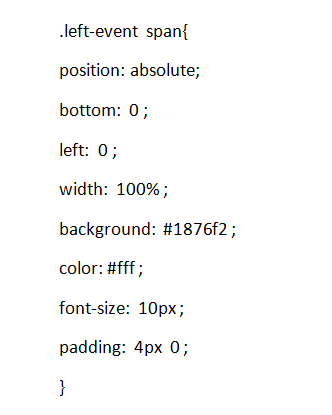 .left-event span{
position: absolute;
bottom: 0 ;
left: 0 ;
width: 100% ;
background: #1876f2 ;
color: #fff ;
font-size: 10px ;
padding: 4px 0 ;
}